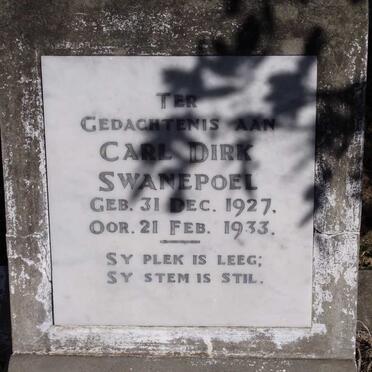 TER
GEDACHTENIS AAN
CARL DIRK
SWANEPOEL
GEB. 31 DEC. 1927.
OOR. 21 FEB. 1933.
SY PLEK IS LEEG;
SY STEM IS STIL.